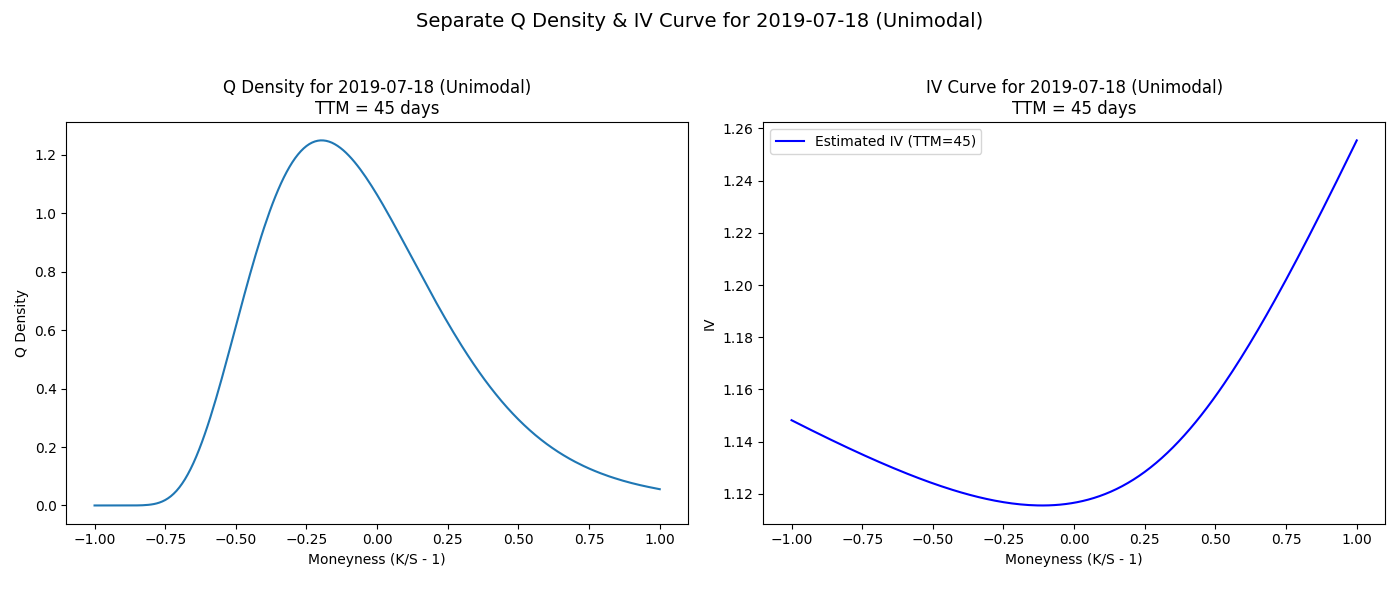 Separate Q Density & IV Curve for 2019-07-18 (Unimodal)
Q Density for 2019-07-18 (Unimodal)
TTM = 45 days
Q Density
1.2
1.0
0.8
0.6
0.4
0.2
0.0
−1.00 −0.75 −0.50 −0.25 0.00 0.25 0.50 0.75 1.00
Moneyness (K/S - 1)
IV Curve for 2019-07-18 (Unimodal)
TTM = 45 days
Estimated IV (TTM=45)
IV
1.26
1.24
1.22
1.20
1.18
1.16
1.14
1.12
−1.00 −0.75 −0.50 −0.25 0.00 0.25 0.50 0.75 1.00
Moneyness (K/S - 1)